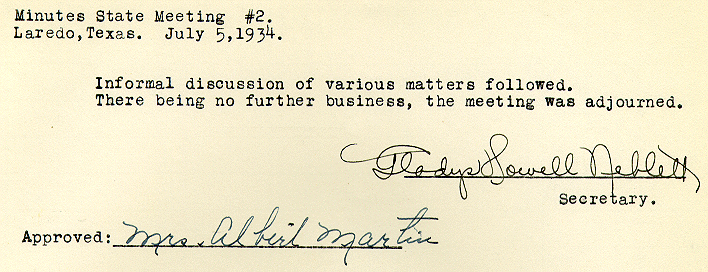 Minutes State Meeting #2.
Laredo,Texas. July 5,1934.
Informal discussion of various matters followed.
There being no further business, the meeting was adjourned.
Gladys Howell Neblett
Secretary.
Approved: Mrs. Albert Martin